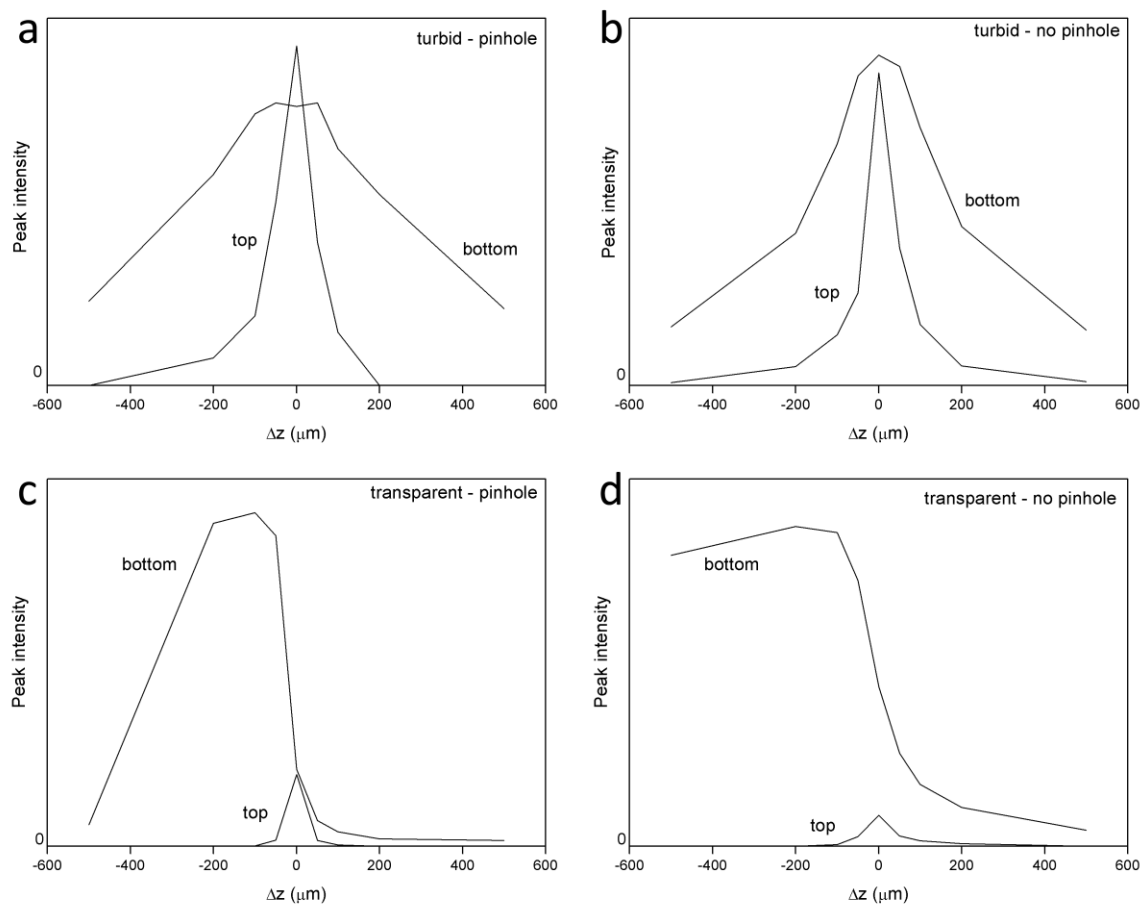 a
turbid - pinhole
Peak intensity
top
bottom
0
-600 -400 -200 0 200 400 600
Δz (μm)
b
turbid - no pinhole
Peak intensity
bottom
top
0
-600 -400 -200 0 200 400 600
Δz (μm)
c
transparent - pinhole
Peak intensity
bottom
top
0
-600 -400 -200 0 200 400 600
Δz (μm)
d
transparent - no pinhole
Peak intensity
bottom
top
0
-600 -400 -200 0 200 400 600
Δz (μm)